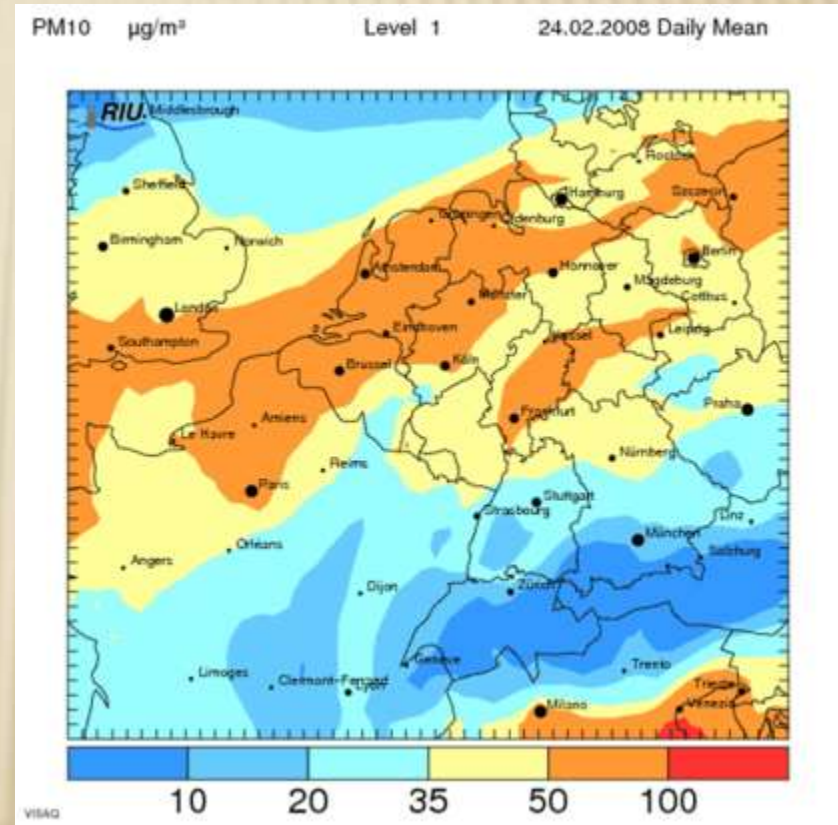 PM10 µg/m³ Level 1 24.02.2008 Daily Mean
RIU. Middlesbrough
Rostock
Sheffield
Hamburg
Szczecin
Groningen
Oldenburg
Birmingham
Norwich
Berlin
Amsterdam
Hannover
Magdeburg
Münster
Cottbus
London
Eindhoven
Southampton
Kassel
Leipzig
Brussel
Köln
Praha
Frankfurt
Amiens
Le Havre
Nürnberg
Reims
Paris
Stuttgart
Strasbourg
Linz
München
Orléans
Salzburg
Angers
Dijon
Zürich
Genève
Trento
Limoges
Clermont-Ferrand
Lyon
Trieste
Milano
Venezia
10 20 35 50 100
VISAQ